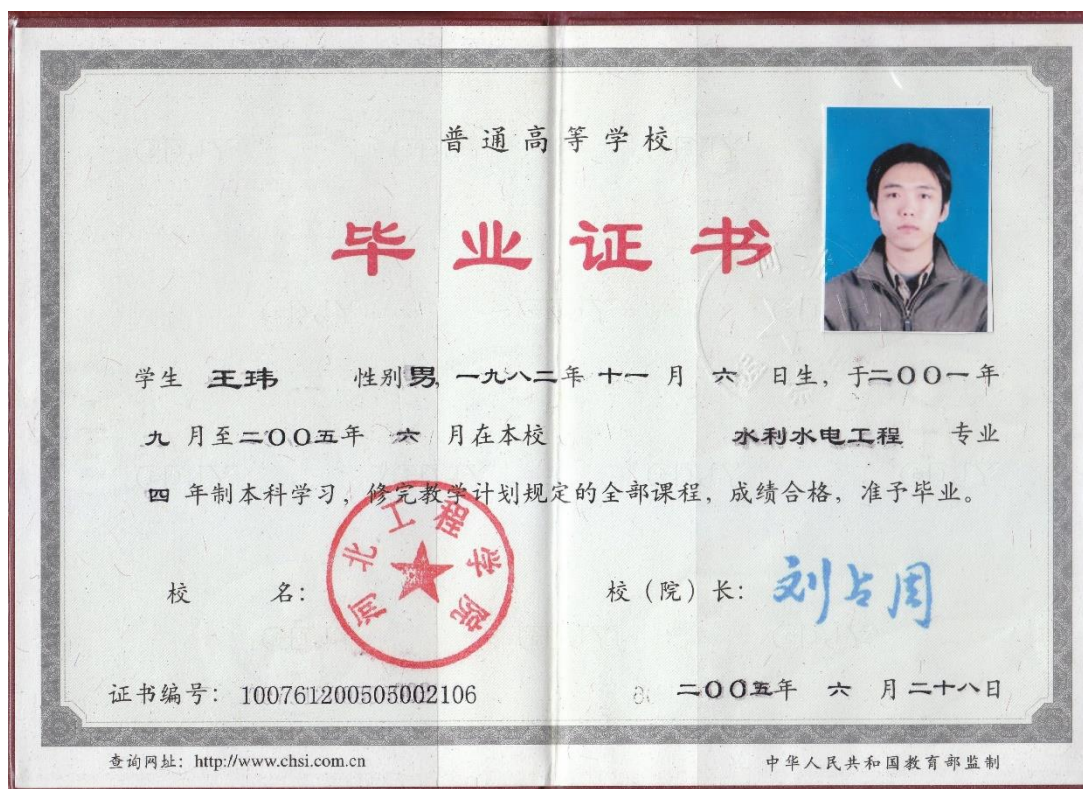 普通高等学校
毕业证书
学生 王玮 性别男，一九八二年 十一 月 六 日生，于二〇〇一年
九 月至二〇〇五年 六 月在本校 水利水电工程 专业
四 年制本科学习，修完教学计划规定的全部课程，成绩合格，准予毕业。
河北工程学院
校 名： 校（院）长： 刘占周
证书编号： 100761200505002106 二〇〇五年 六 月二十八日
查询网址：http://www.chsi.com.cn 中华人民共和国教育部监制